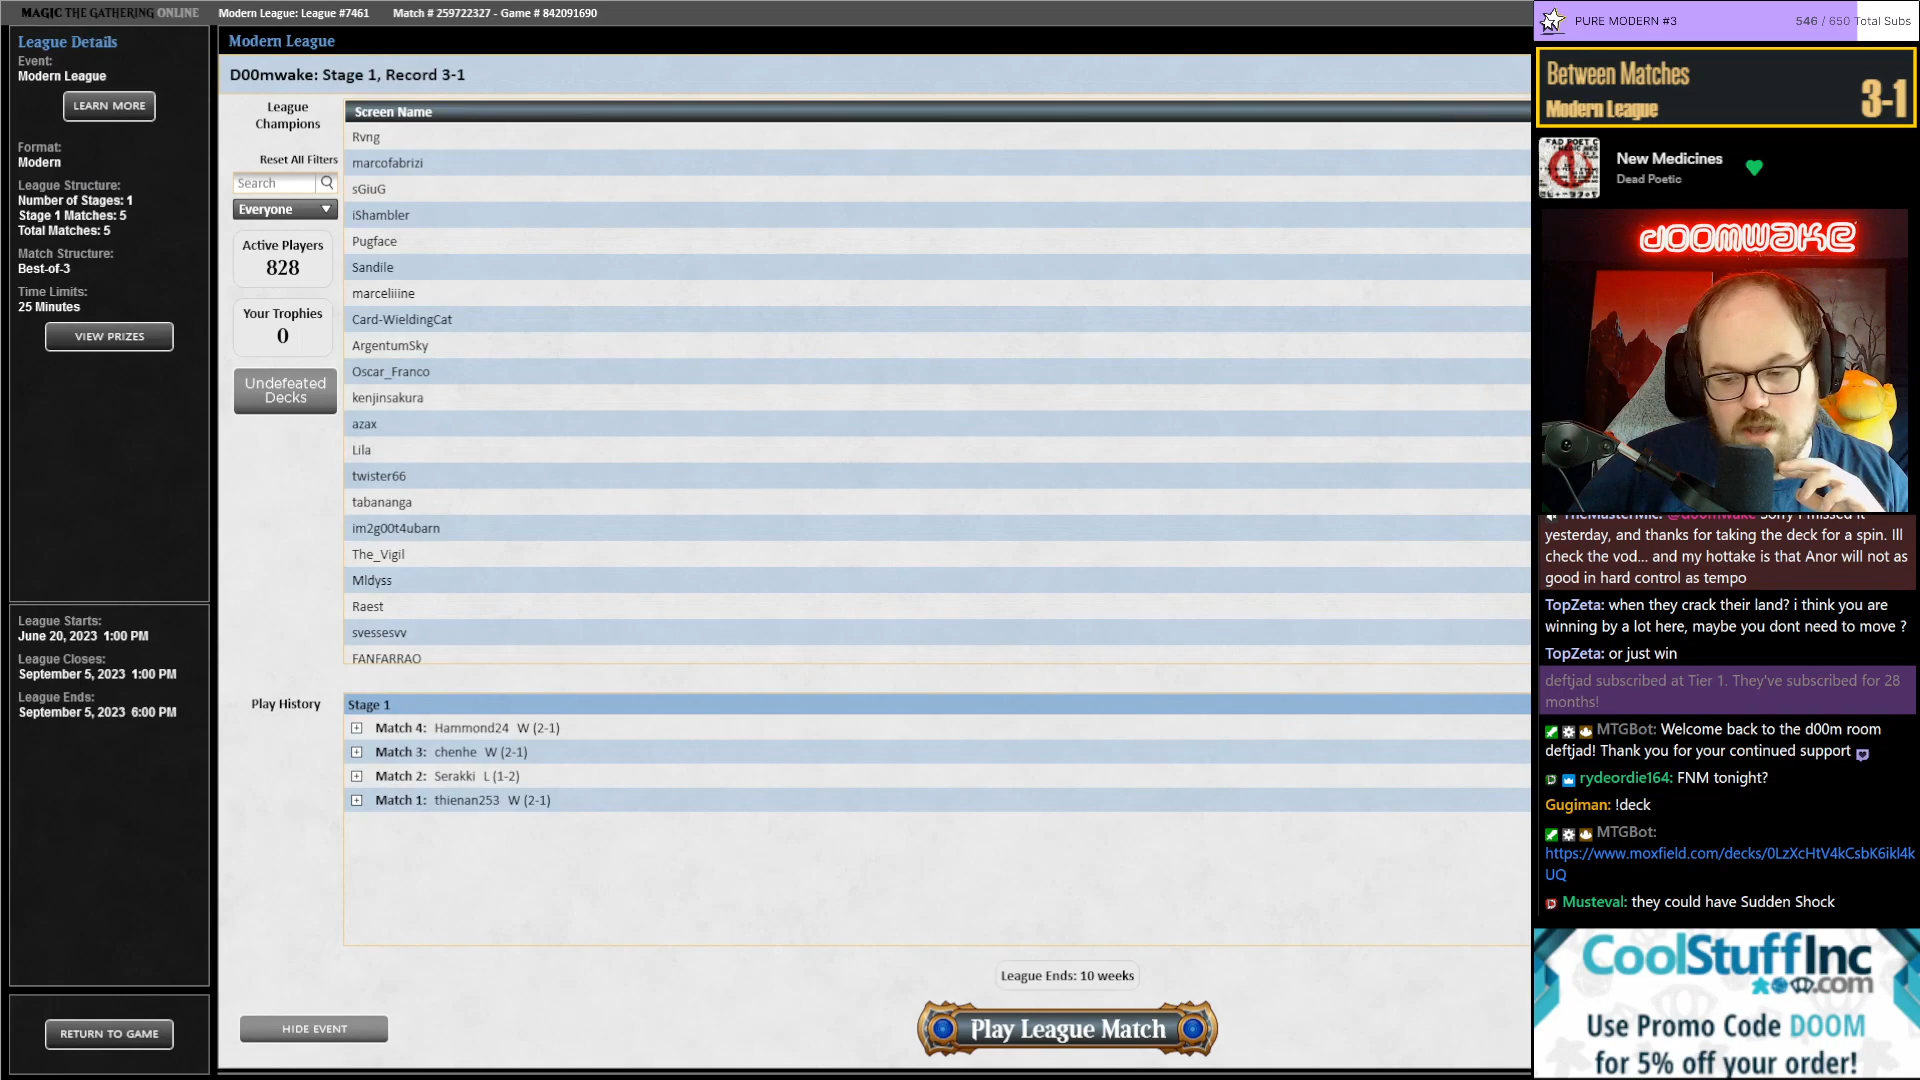 MAGIC THE GATHERING ONLINE
Modern League: League #7461
Match # 259722327 - Game # 842091690
League Details
Event:
Modern League
LEARN MORE
Format:
Modern
League Structure:
Number of Stages: 1
Stage 1 Matches: 5
Total Matches: 5
Match Structure:
Best-of-3
Time Limits:
25 Minutes
VIEW PRIZES
League Starts:
June 20, 2023 1:00 PM
League Closes:
September 5, 2023 1:00 PM
League Ends:
September 5, 2023 6:00 PM
RETURN TO GAME
Modern League
D00mwake: Stage 1, Record 3-1
League
Champions
Reset All Filters
Search
Everyone
Active Players
828
Your Trophies
0
Undefeated
Decks
Screen Name
Rvng
marcofabrizi
sGiuG
iShambler
Pugface
Sandile
marceliiine
Card-WieldingCat
ArgentumSky
Oscar_Franco
kenjinsakura
azax
Lila
twister66
tabananga
im2g00t4ubarn
The_Vigil
Mldyss
Raest
svessesvv
FANFARRAO
Play History
Stage 1
Match 4: Hammond24 W (2-1)
Match 3: chenhe W (2-1)
Match 2: Serakki L (1-2)
Match 1: thienan253 W (2-1)
League Ends: 10 weeks
HIDE EVENT
Play League Match
PURE MODERN #3
546 / 650 Total Subs
Between Matches
Modern League
3-1
New Medicines
Dead Poetic
doomwake
TheMasterMic: @doomwake Sorry I missed it
yesterday, and thanks for taking the deck for a spin. Ill
check the vod... and my hottake is that Anor will not as
good in hard control as tempo
TopZeta: when they crack their land? i think you are
winning by a lot here, maybe you dont need to move ?
TopZeta: or just win
deftjad subscribed at Tier 1. They've subscribed for 28
months!
MTGBot: Welcome back to the d00m room
deftjad! Thank you for your continued support
rydeordie164: FNM tonight?
Gugiman: !deck
MTGBot:
https://www.moxfield.com/decks/0LzXcHtV4kCsbK6ikl4k
UQ
Musteval: they could have Sudden Shock
CoolStuffInc
.com
Use Promo Code DOOM
for 5% off your order!